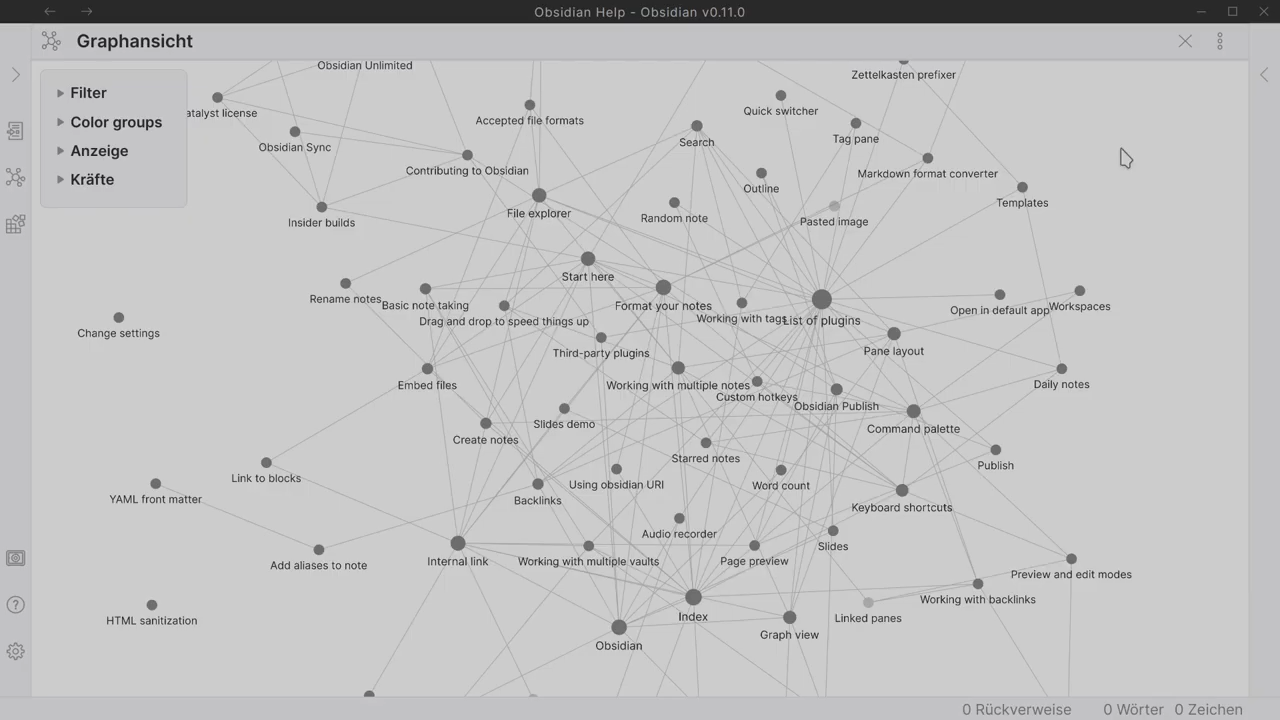 Obsidian Help - Obsidian v0.11.0
Graphansicht
Filter
Color groups
Anzeige
Kräfte
Obsidian Unlimited
Zettelkasten prefixer
atalyst license
Accepted file formats
Quick switcher
Obsidian Sync
Search
Tag pane
Contributing to Obsidian
Markdown format converter
Outline
Templates
Insider builds
File explorer
Random note
Pasted image
Start here
Rename notes
Basic note taking
Format your notes
Open in default app
Workspaces
Drag and drop to speed things up
Working with tags
List of plugins
Change settings
Third-party plugins
Pane layout
Embed files
Working with multiple notes
Daily notes
Custom hotkeys
Obsidian Publish
Slides demo
Create notes
Command palette
Starred notes
Publish
Link to blocks
Using obsidian URI
Word count
YAML front matter
Backlinks
Keyboard shortcuts
Audio recorder
Slides
Add aliases to note
Internal link
Working with multiple vaults
Page preview
Preview and edit modes
Working with backlinks
HTML sanitization
Index
Linked panes
Graph view
Obsidian
0 Rückverweise
0 Wörter
0 Zeichen